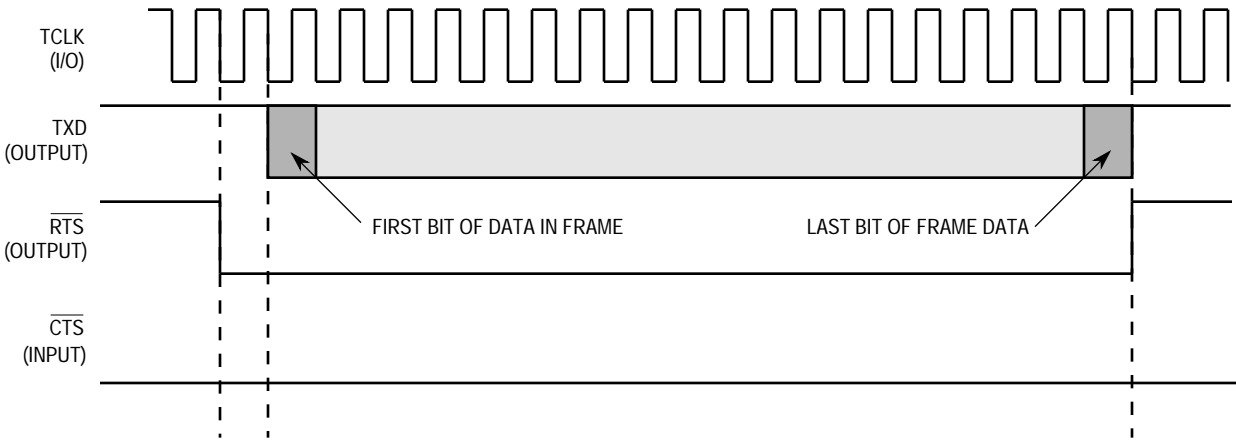 TCLK
(I/O)
TXD
(OUTPUT)
RTS
(OUTPUT)
FIRST BIT OF DATA IN FRAME
LAST BIT OF FRAME DATA
CTS
(INPUT)